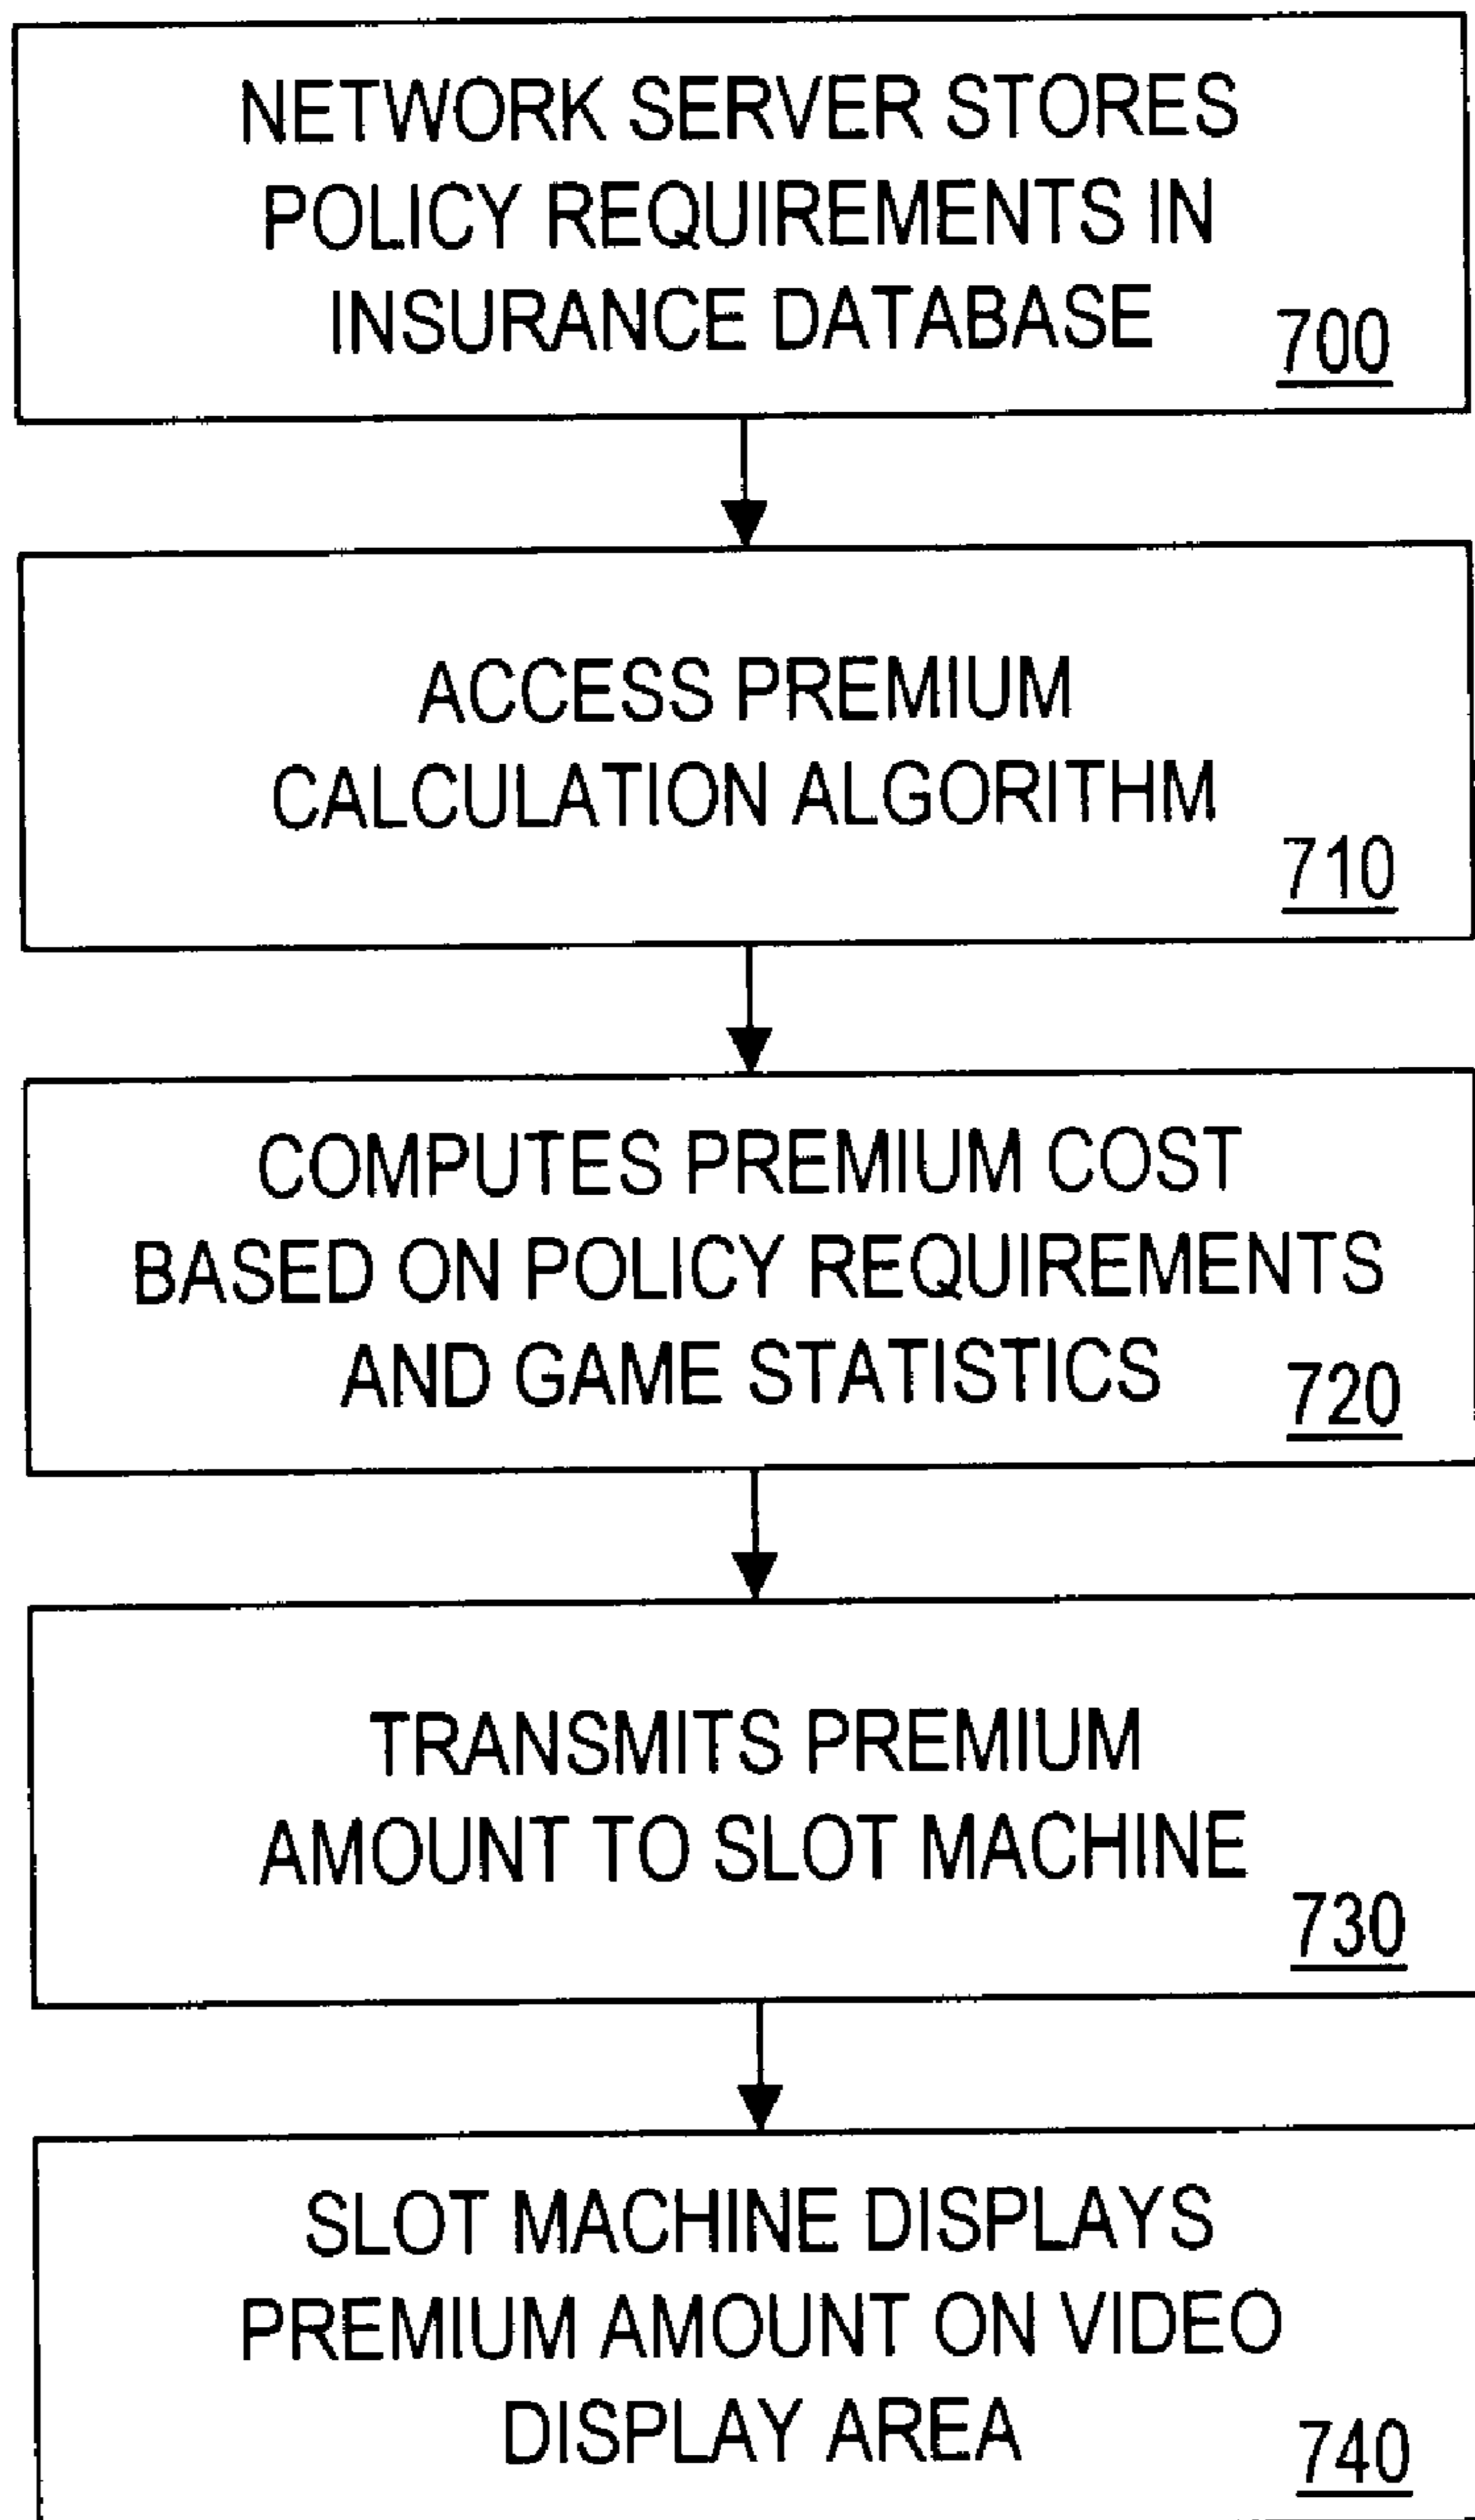 NETWORK SERVER STORES
POLICY REQUIREMENTS IN
INSURANCE DATABASE
700
ACCESS PREMIUM
CALCULATION ALGORITHM
710
COMPUTES PREMIUM COST
BASED ON POLICY REQUIREMENTS
AND GAME STATISTICS
720
TRANSMITS PREMIUM
AMOUNT TO SLOT MACHINE
730
SLOT MACHINE DISPLAYS
PREMIUM AMOUNT ON VIDEO
DISPLAY AREA
740